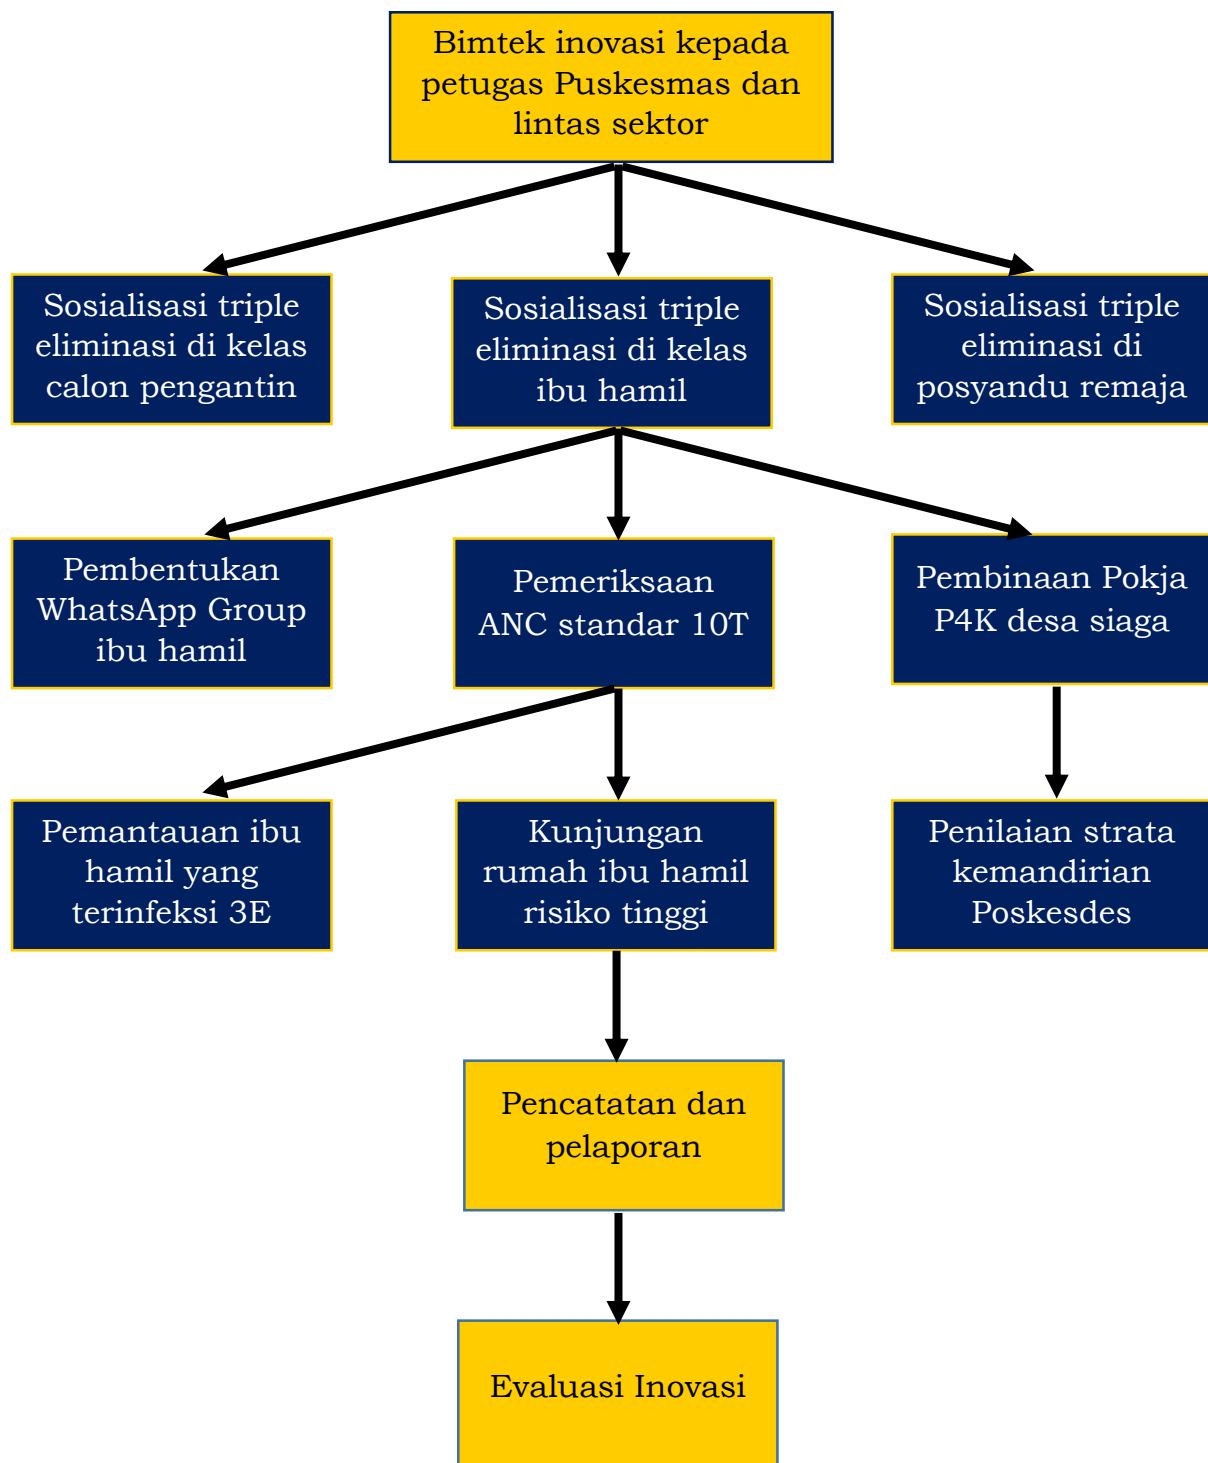 Bimtek inovasi kepada
petugas Puskesmas dan
lintas sektor
Sosialisasi triple
eliminasi di kelas
calon pengantin
Sosialisasi triple
eliminasi di kelas
ibu hamil
Sosialisasi triple
eliminasi di
posyandu remaja
Pembentukan
WhatsApp Group
ibu hamil
Pemeriksaan
ANC standar 10T
Pembinaan Pokja
P4K desa siaga
Pemantauan ibu
hamil yang
terinfeksi 3E
Kunjungan
rumah ibu hamil
risiko tinggi
Penilaian strata
kemandirian
Poskesdes
Pencatatan dan
pelaporan
Evaluasi Inovasi